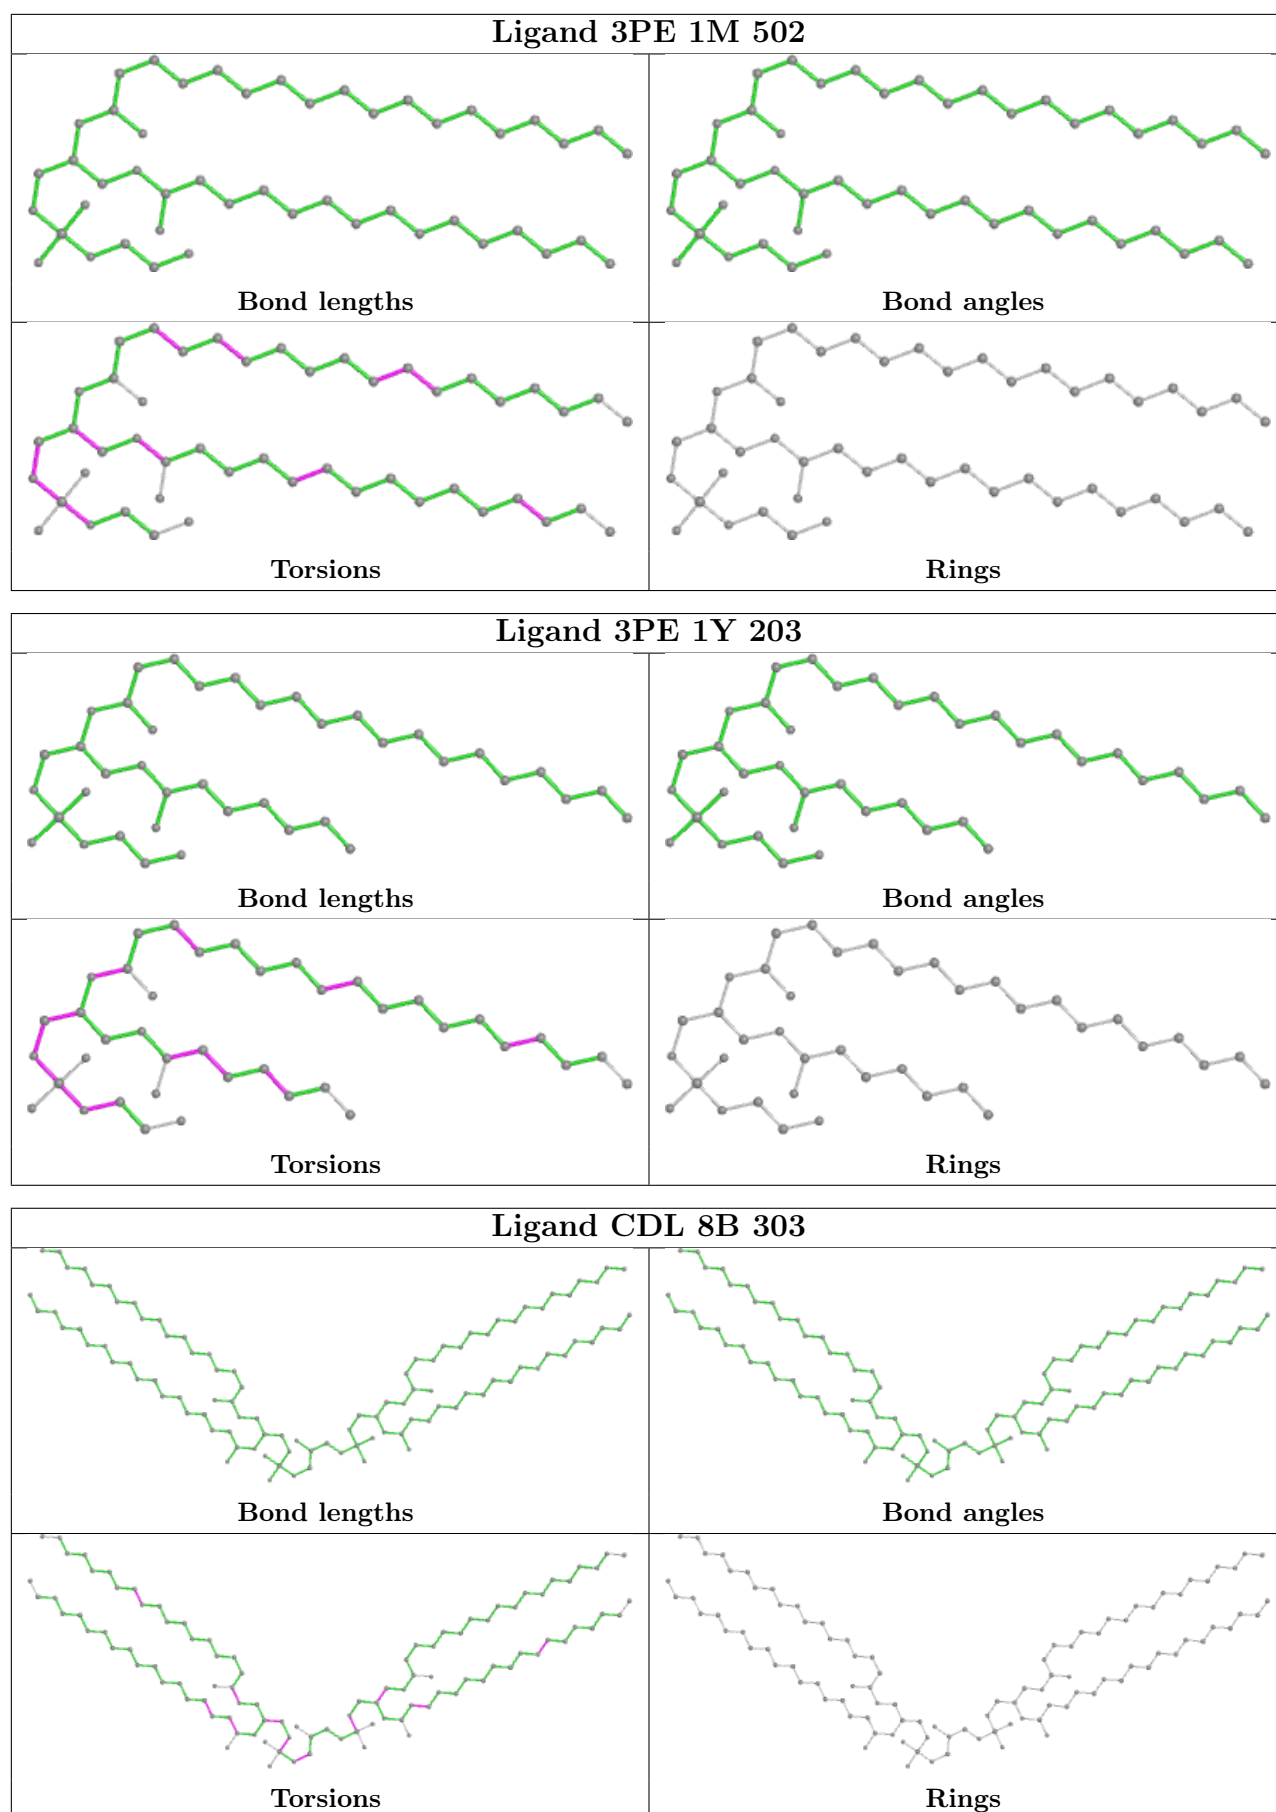 Ligand 3PE 1M 502
Bond lengths
Bond angles
Torsions
Rings
Ligand 3PE 1Y 203
Bond lengths
Bond angles
Torsions
Rings
Ligand CDL 8B 303
Bond lengths
Bond angles
Torsions
Rings